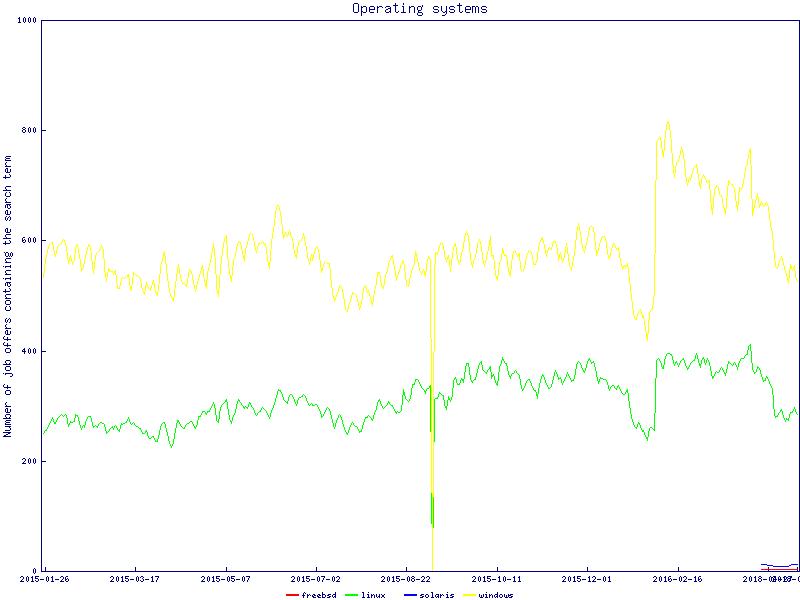 Operating systems
Number of job offers containing the search term
1000
800
600
400
200
0
2015-01-26 2015-03-17 2015-05-07 2015-07-02 2015-08-22 2015-10-11 2015-12-01 2016-02-16 2018-0
freebsd linux solaris windows